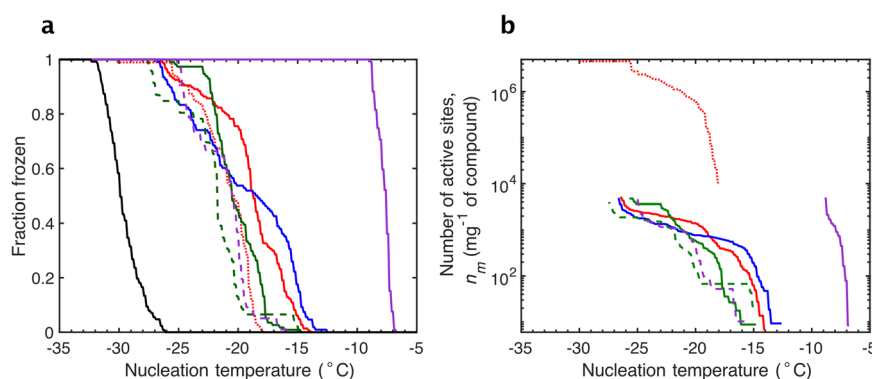 a
b
1
0.8
0.6
0.4
0.2
0
Fraction frozen
-35 -30 -25 -20 -15 -10 -5
Nucleation temperature (°C)
Number of active sites,
n_m (mg⁻¹ of compound)
10⁶
10⁴
10²
-35 -30 -25 -20 -15 -10 -5
Nucleation temperature (°C)